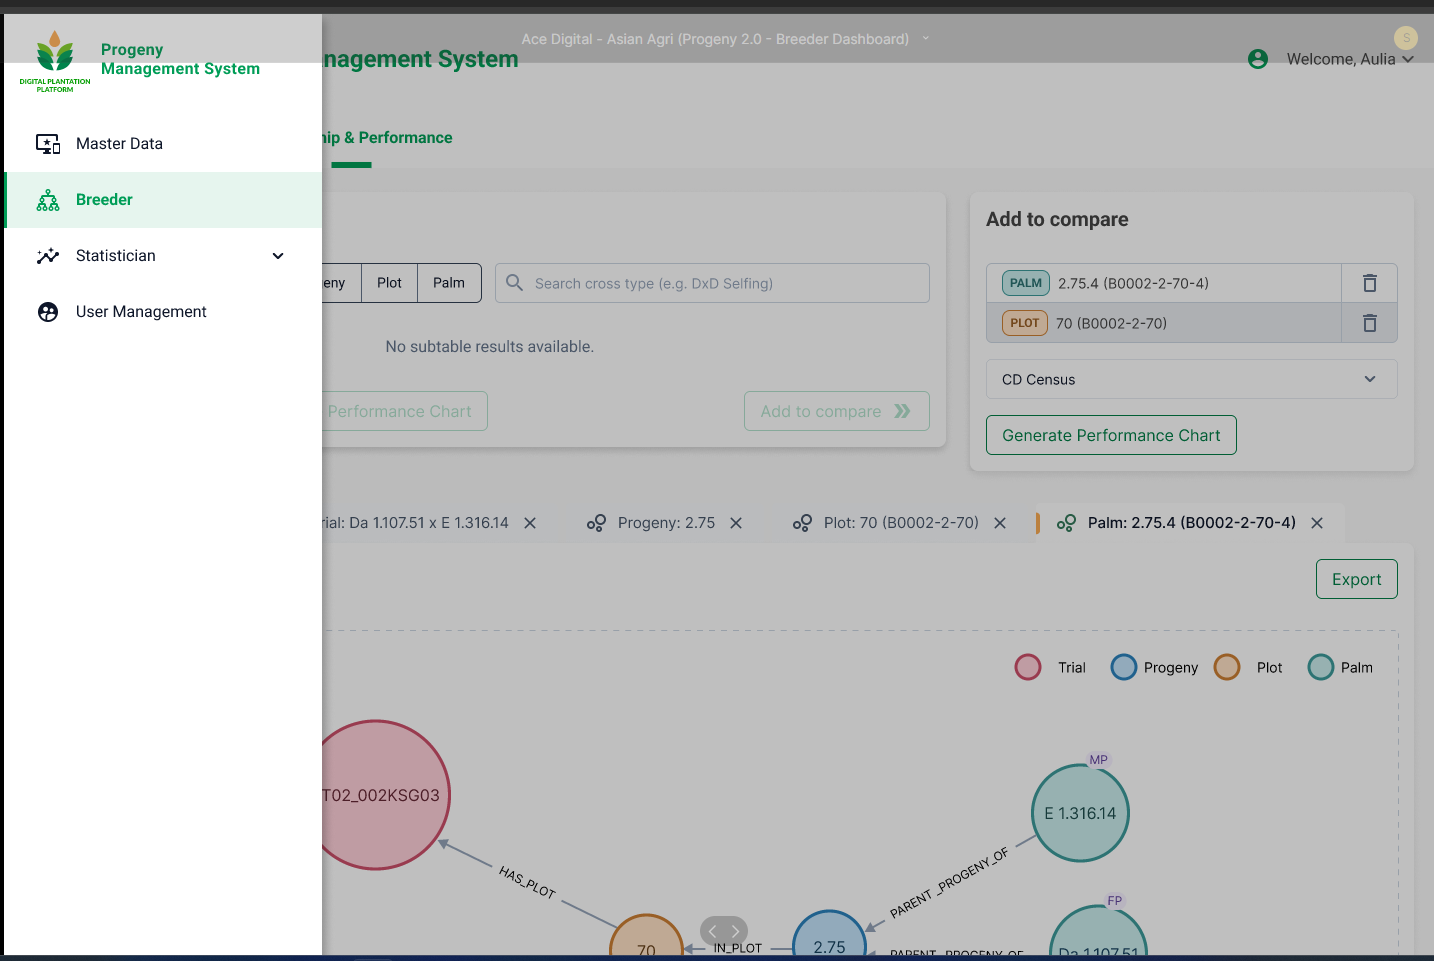 Ace Digital - Asian Agri (Progeny 2.0 - Breeder Dashboard)
S
DIGITAL PLANTATION
PLATFORM
Progeny
Management System
nagement System
Welcome, Aulia
Master Data
Breeder
Statistician
User Management
hip & Performance
eny
Plot
Palm
Search cross type (e.g. DxD Selfing)
No subtable results available.
Performance Chart
Add to compare
Add to compare
PALM 2.75.4 (B0002-2-70-4)
PLOT 70 (B0002-2-70)
CD Census
Generate Performance Chart
rial: Da 1.107.51 x E 1.316.14
Progeny: 2.75
Plot: 70 (B0002-2-70)
Palm: 2.75.4 (B0002-2-70-4)
Export
Trial
Progeny
Plot
Palm
T02_002KSG03
MP
E 1.316.14
HAS_PLOT
PARENT _PROGENY_OF
FP
70
IN_PLOT
2.75
PARENT _PROGENY_OF
Da 1.107.51